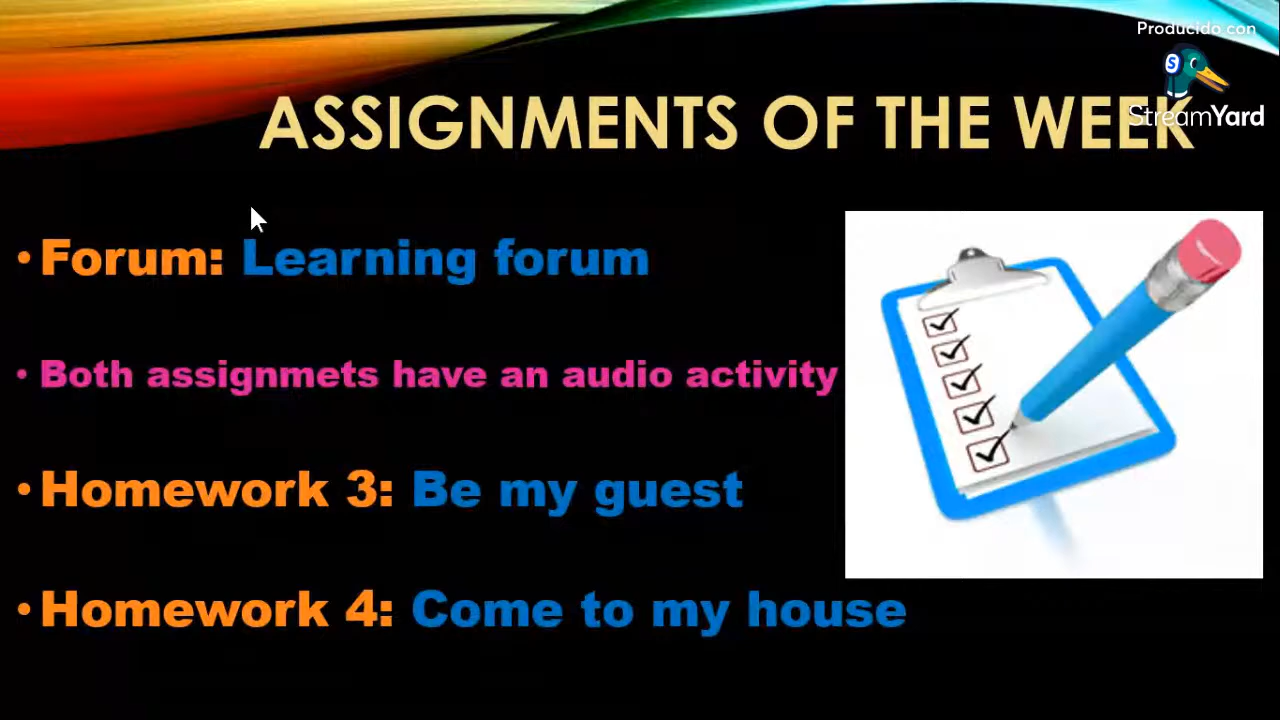 Producido con
StreamYard
ASSIGNMENTS OF THE WEEK
• Forum: Learning forum
• Both assignmets have an audio activity
• Homework 3: Be my guest
• Homework 4: Come to my house